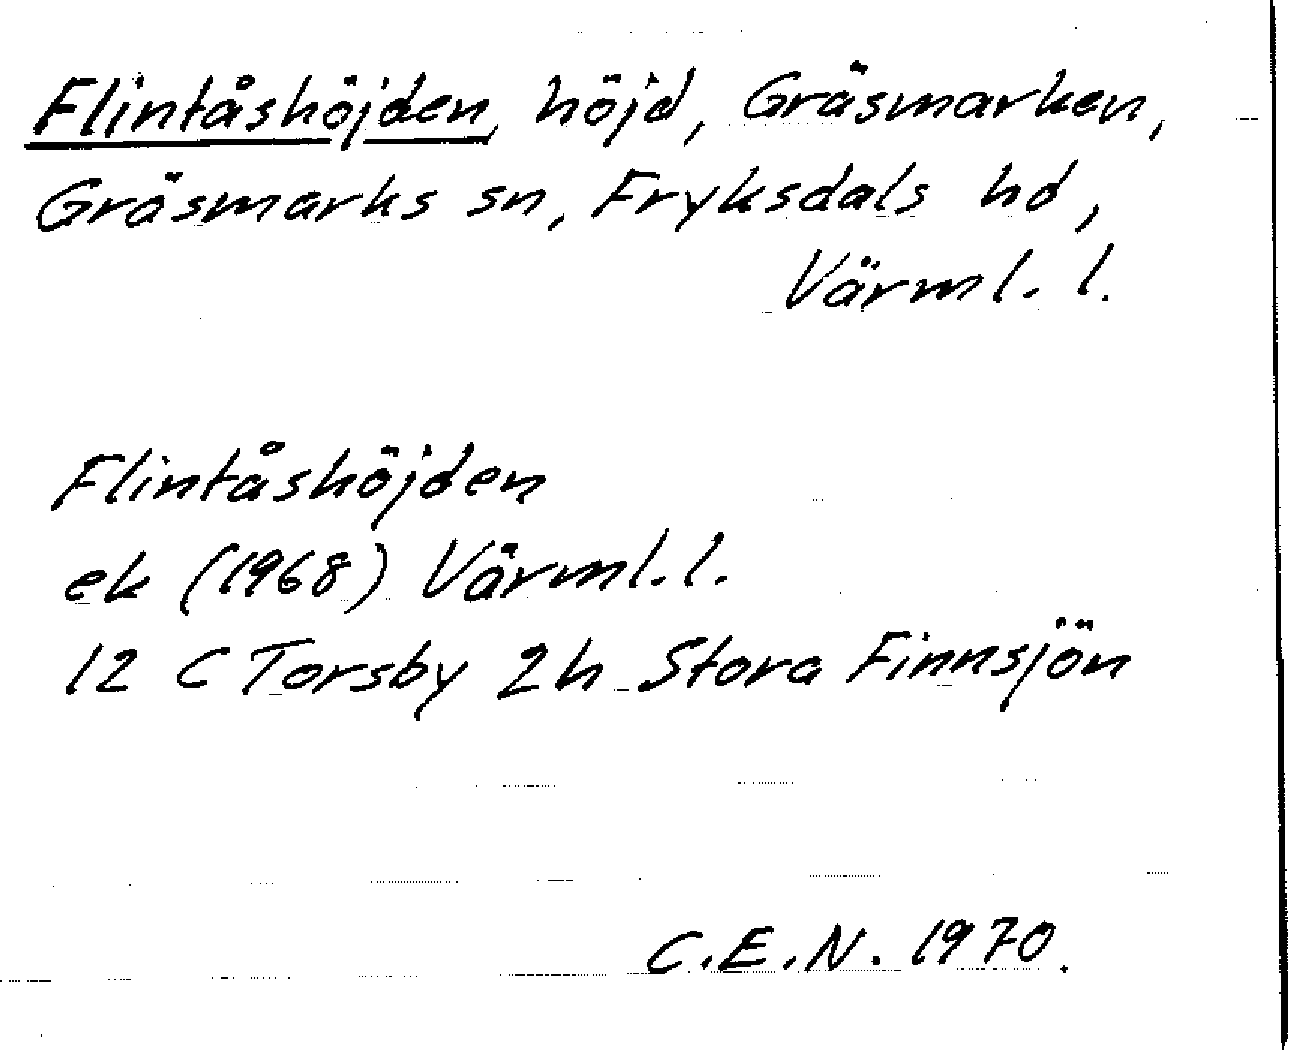 Flintåshöjden, höjd, Gräsmarken,
Gräsmarks sn, Fryksdals hd,
Värml. l.
Flintåshöjden
ek (1968) Värml. l.
12 C Torsby 2h Stora Finnsjön
C.E.N. 1970.